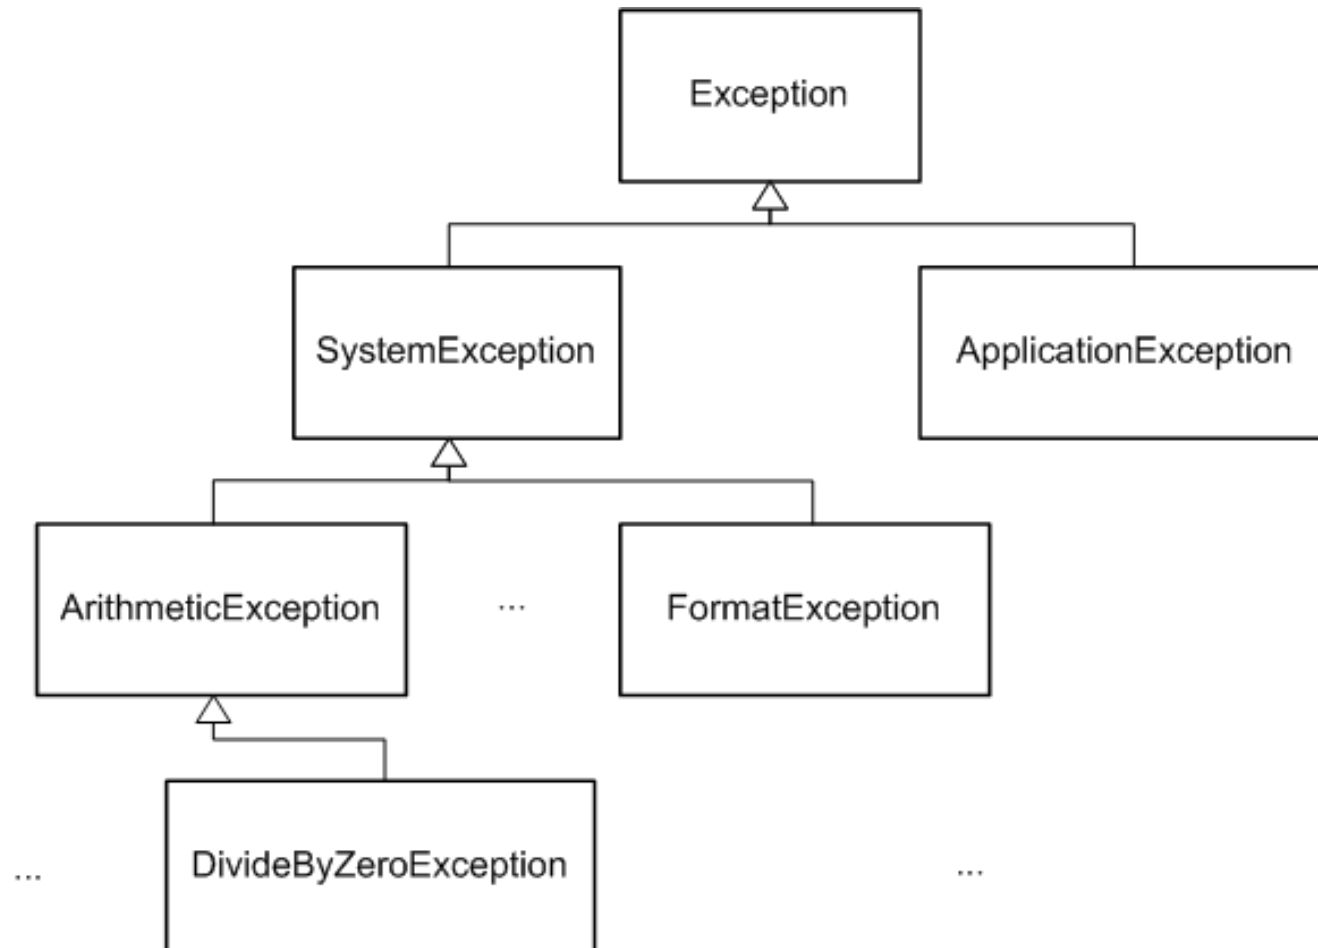 Exception
SystemException
ApplicationException
ArithmeticException
...
FormatException
...
DivideByZeroException
...